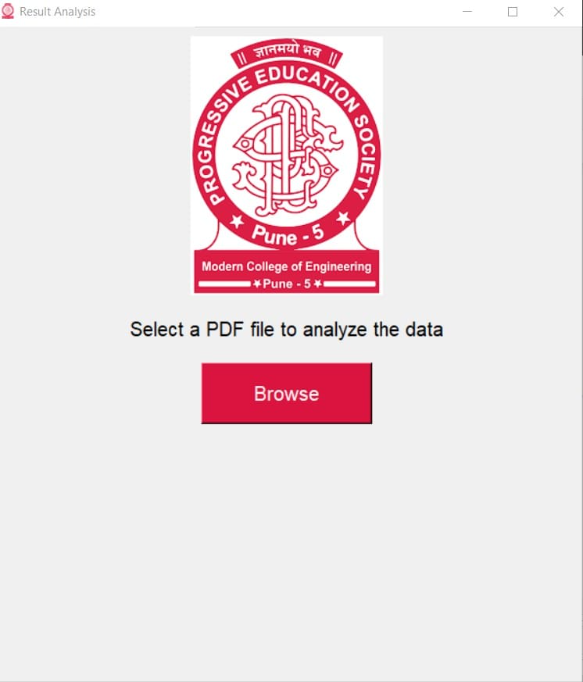 Result Analysis
॥ ज्ञानमयो भव ॥
PROGRESSIVE EDUCATION SOCIETY
★ Pune - 5 ★
Modern College of Engineering
★Pune - 5★
Select a PDF file to analyze the data
Browse